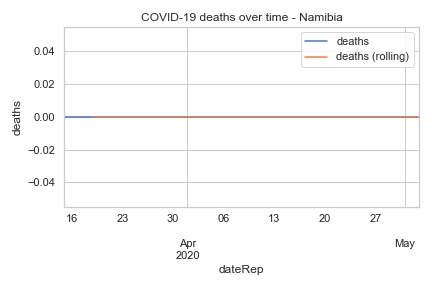 COVID-19 deaths over time - Namibia
deaths
deaths (rolling)
0.04
0.02
0.00
−0.02
−0.04
deaths
16 23 30 06 13 20 27
Apr May
2020
dateRep